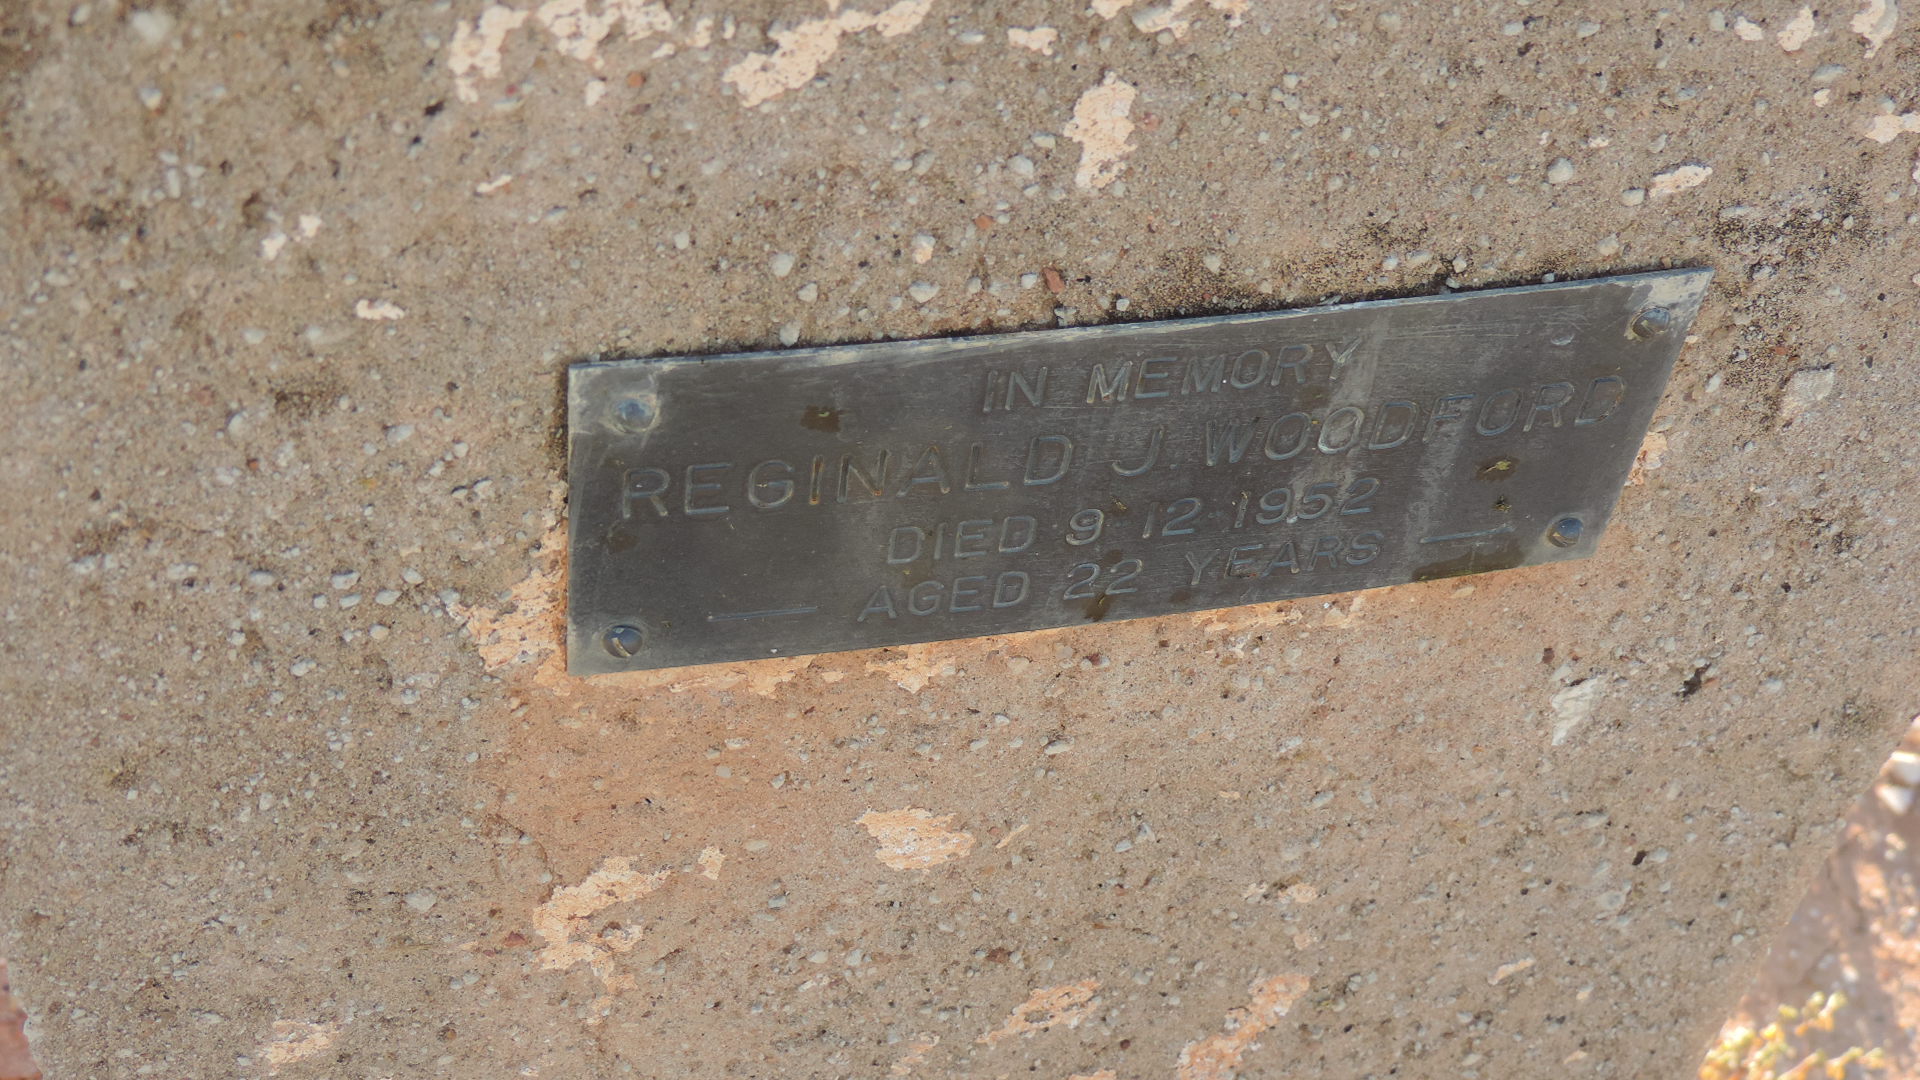 IN MEMORY
REGINALD J. WOODFORD
DIED 9·12·1952
AGED 22 YEARS